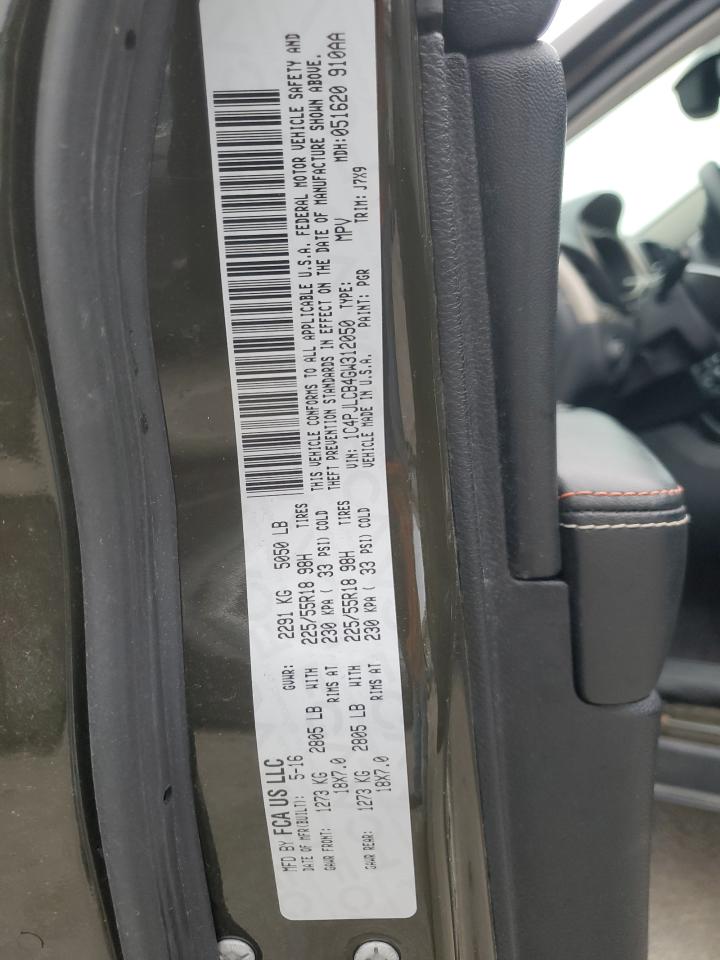 MFD BY FCA US LLC
DATE OF MFR(BUILT): 5-16 GVWR: 2291 KG 5050 LB
GAWR FRONT: 1273 KG 2805 LB WITH 225/55R18 98H TIRES
18X7.0 RIMS AT 230 KPA ( 33 PSI) COLD
GAWR REAR: 1273 KG 2805 LB WITH 225/55R18 98H TIRES
18X7.0 RIMS AT 230 KPA ( 33 PSI) COLD
THIS VEHICLE CONFORMS TO ALL APPLICABLE U.S.A. FEDERAL MOTOR VEHICLE SAFETY AND
THEFT PREVENTION STANDARDS IN EFFECT ON THE DATE OF MANUFACTURE SHOWN ABOVE.
VIN: 1C4PJLCB4GW312050 TYPE: MPV MDH: 051620 910AA
VEHICLE MADE IN U.S.A. PAINT: PGR TRIM: J7X9